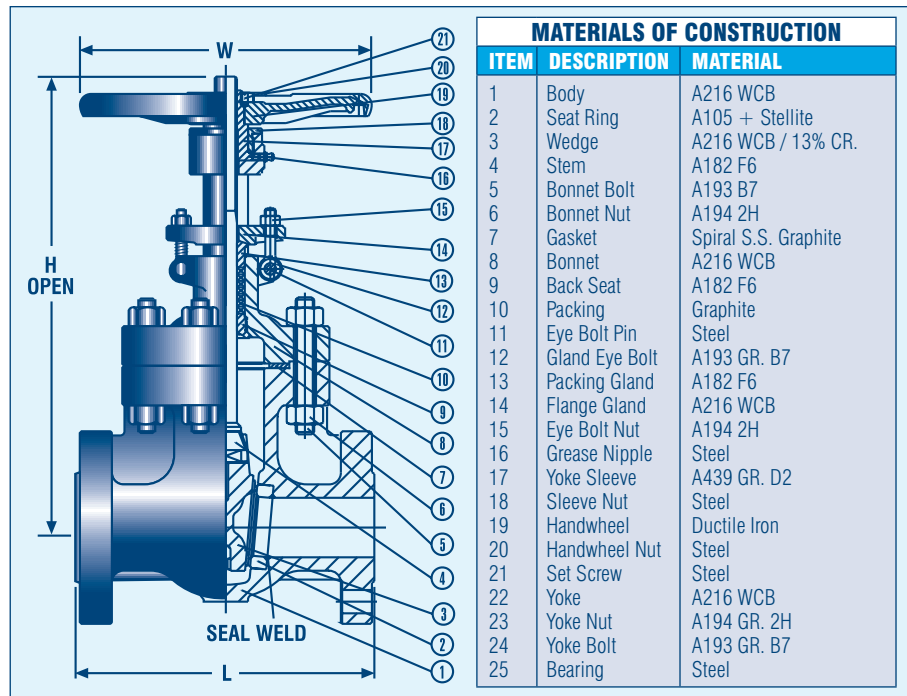 W
H
OPEN
SEAL WELD
L
21
20
19
18
17
16
15
14
13
12
11
10
9
8
7
6
5
4
3
2
1
MATERIALS OF CONSTRUCTION
ITEM DESCRIPTION MATERIAL
1 Body A216 WCB
2 Seat Ring A105 + Stellite
3 Wedge A216 WCB / 13% CR.
4 Stem A182 F6
5 Bonnet Bolt A193 B7
6 Bonnet Nut A194 2H
7 Gasket Spiral S.S. Graphite
8 Bonnet A216 WCB
9 Back Seat A182 F6
10 Packing Graphite
11 Eye Bolt Pin Steel
12 Gland Eye Bolt A193 GR. B7
13 Packing Gland A182 F6
14 Flange Gland A216 WCB
15 Eye Bolt Nut A194 2H
16 Grease Nipple Steel
17 Yoke Sleeve A439 GR. D2
18 Sleeve Nut Steel
19 Handwheel Ductile Iron
20 Handwheel Nut Steel
21 Set Screw Steel
22 Yoke A216 WCB
23 Yoke Nut A194 GR. 2H
24 Yoke Bolt A193 GR. B7
25 Bearing Steel